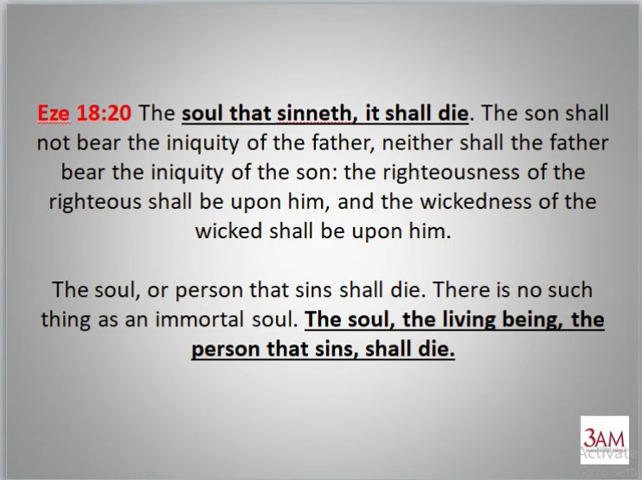 Eze 18:20 The soul that sinneth, it shall die. The son shall
not bear the iniquity of the father, neither shall the father
bear the iniquity of the son: the righteousness of the
righteous shall be upon him, and the wickedness of the
wicked shall be upon him.
The soul, or person that sins shall die. There is no such
thing as an immortal soul. The soul, the living being, the
person that sins, shall die.
3AM
Activate